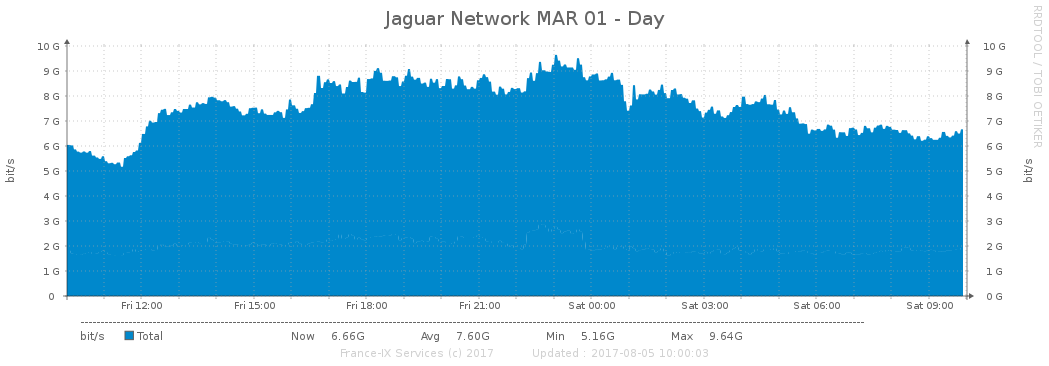 Jaguar Network MAR 01 - Day
RRDTOOL / TOBI OETIKER
10 G 10 G
9 G 9 G
8 G 8 G
7 G 7 G
6 G 6 G
5 G 5 G
4 G 4 G
3 G 3 G
2 G 2 G
1 G 1 G
0 0 G
bit/s
bit/s
Fri 12:00 Fri 15:00 Fri 18:00 Fri 21:00 Sat 00:00 Sat 03:00 Sat 06:00 Sat 09:00
bit/s Total Now 6.66G Avg 7.60G Min 5.16G Max 9.64G
France-IX Services (c) 2017 Updated : 2017-08-05 10:00:03